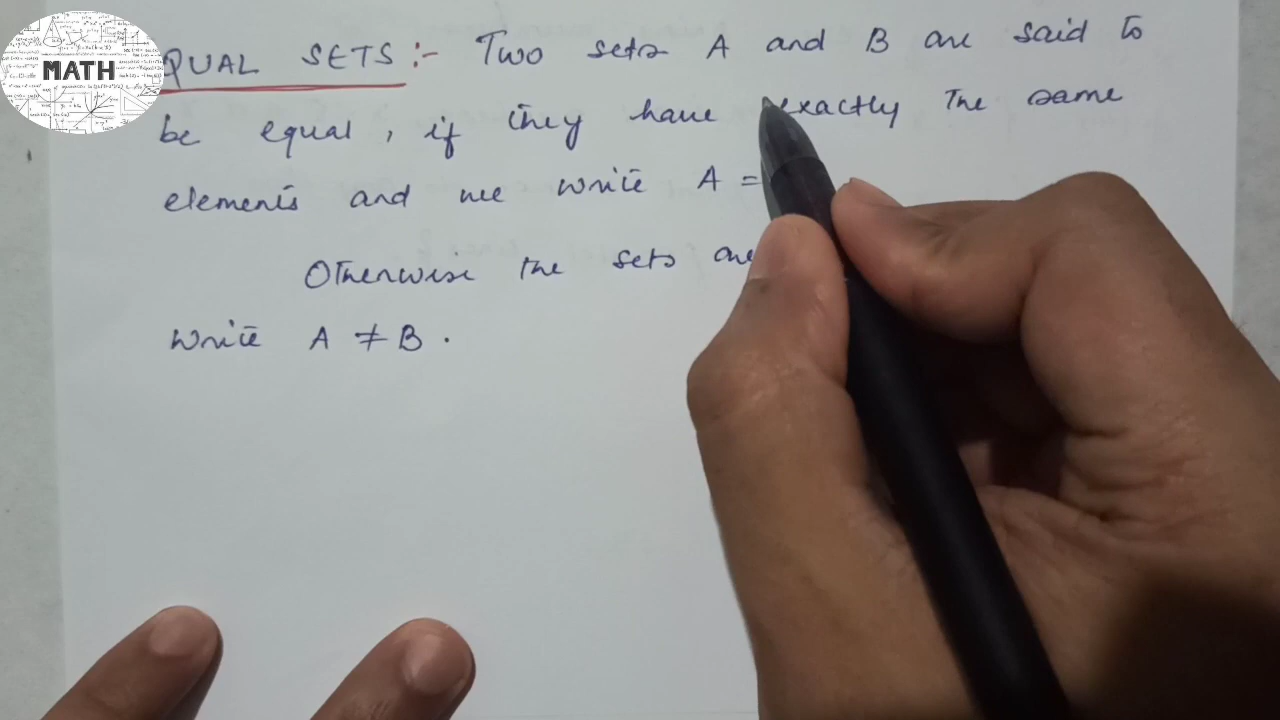 MATH
QUAL SETS :- Two sets A and B are said to
be equal, if they have exactly the same
elements and we write A =
Otherwise the sets are
write A ≠ B .